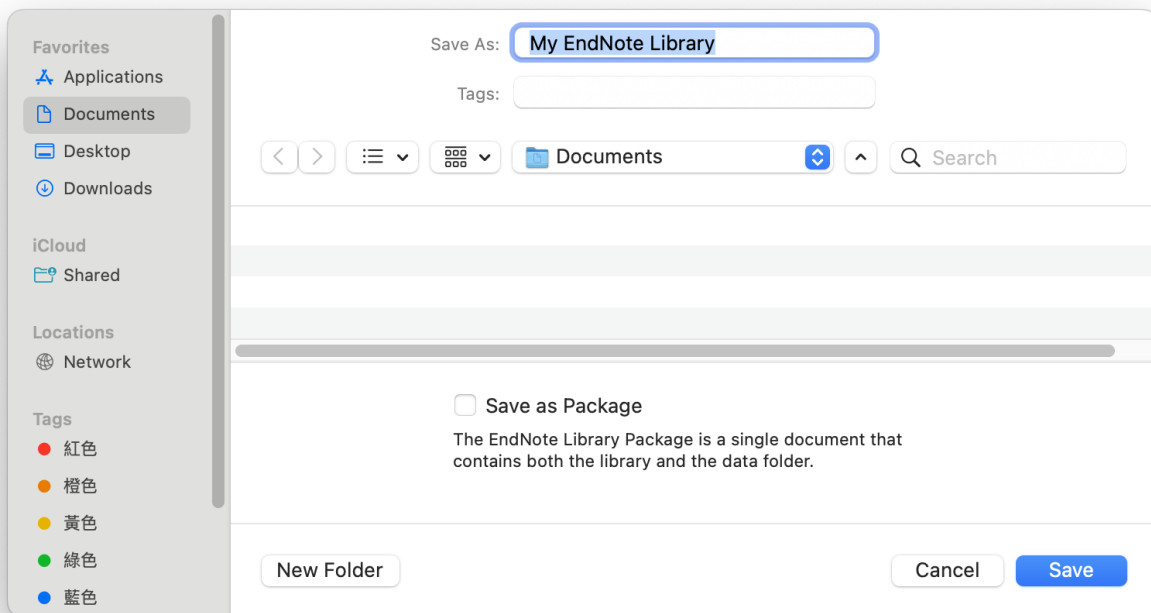 Favorites
Applications
Documents
Desktop
Downloads
iCloud
Shared
Locations
Network
Tags
紅色
橙色
黃色
綠色
藍色
Save As: My EndNote Library
Tags:
Documents
Search
Save as Package
The EndNote Library Package is a single document that
contains both the library and the data folder.
New Folder
Cancel
Save